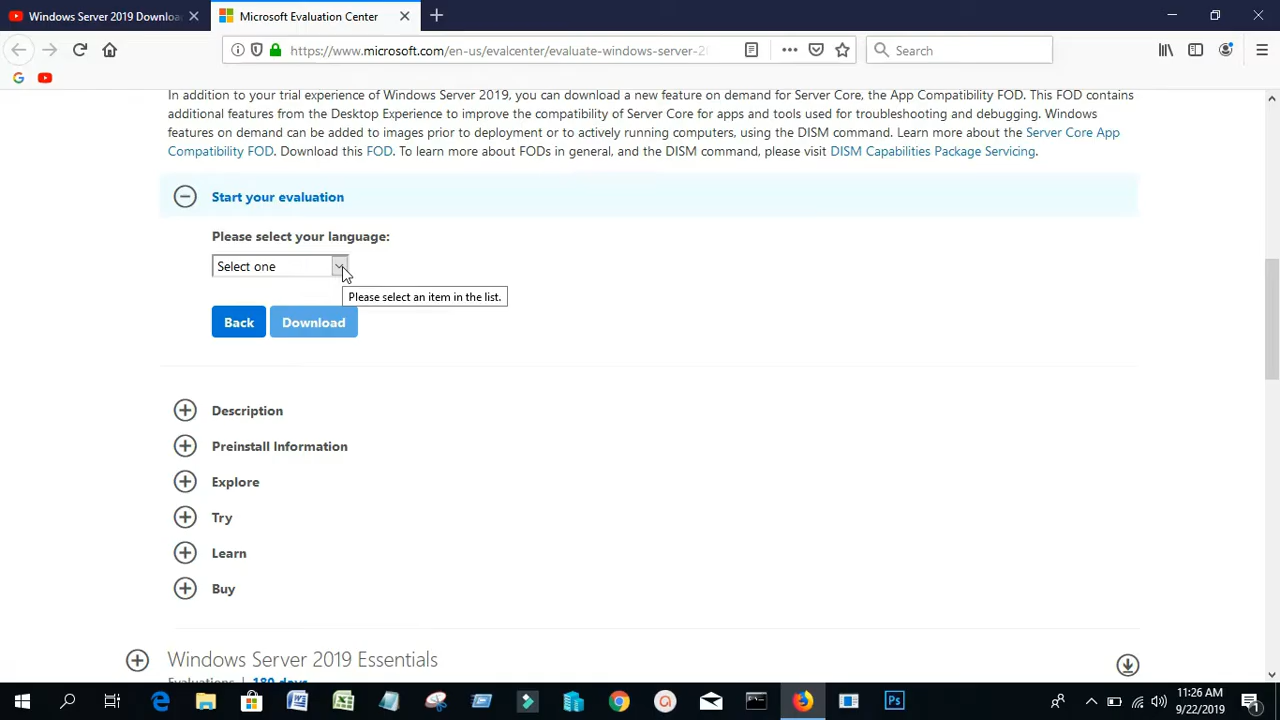 Windows Server 2019 Downloa
Microsoft Evaluation Center
https://www.microsoft.com/en-us/evalcenter/evaluate-windows-server-2
Search
In addition to your trial experience of Windows Server 2019, you can download a new feature on demand for Server Core, the App Compatibility FOD. This FOD contains
additional features from the Desktop Experience to improve the compatibility of Server Core for apps and tools used for troubleshooting and debugging. Windows
features on demand can be added to images prior to deployment or to actively running computers, using the DISM command. Learn more about the Server Core App
Compatibility FOD. Download this FOD. To learn more about FODs in general, and the DISM command, please visit DISM Capabilities Package Servicing.
Start your evaluation
Please select your language:
Select one
Please select an item in the list.
Back Download
Description
Preinstall Information
Explore
Try
Learn
Buy
Windows Server 2019 Essentials
Evaluations | 180 days
11:26 AM
9/22/2019